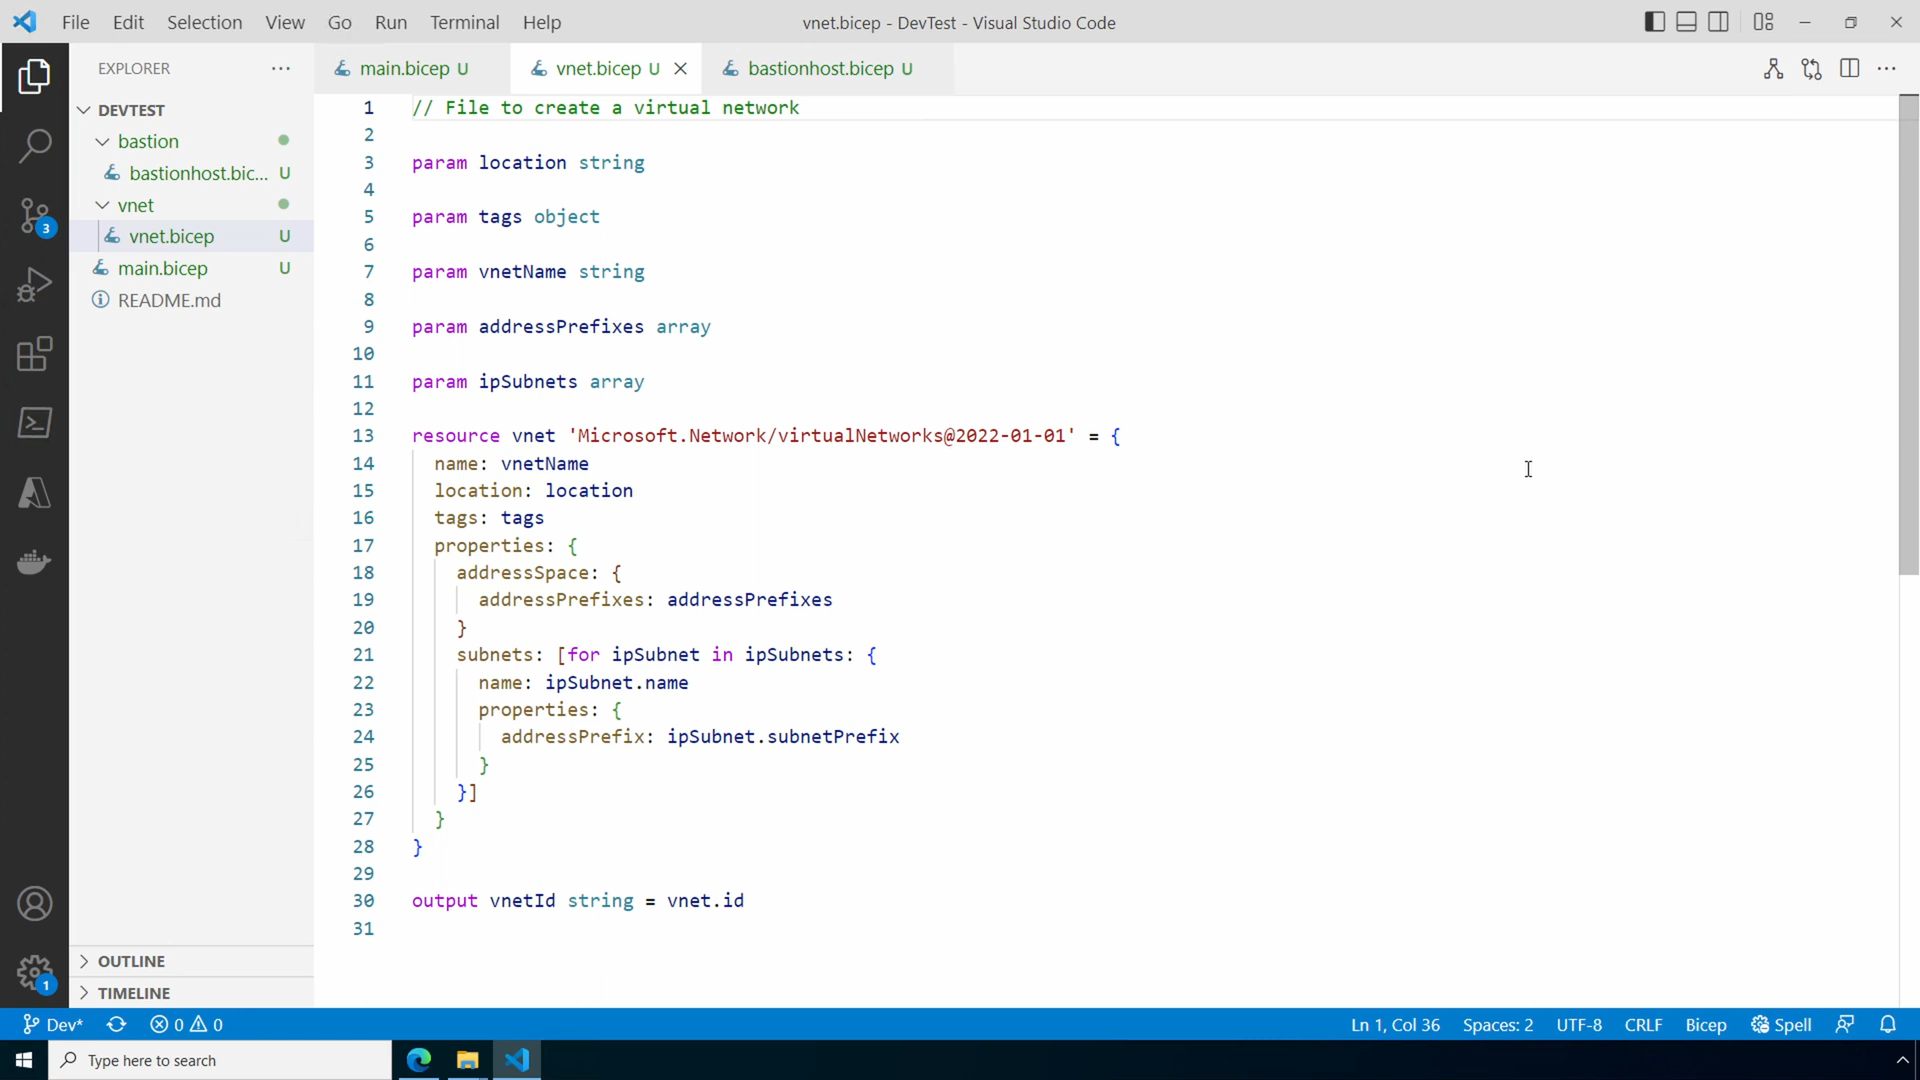 File Edit Selection View Go Run Terminal Help
vnet.bicep - DevTest - Visual Studio Code
EXPLORER
DEVTEST
bastion
bastionhost.bic... U
vnet
vnet.bicep U
main.bicep U
README.md
OUTLINE
TIMELINE
3
1
main.bicep U
vnet.bicep U
bastionhost.bicep U
1 // File to create a virtual network
2
3 param location string
4
5 param tags object
6
7 param vnetName string
8
9 param addressPrefixes array
10
11 param ipSubnets array
12
13 resource vnet 'Microsoft.Network/virtualNetworks@2022-01-01' = {
14 name: vnetName
15 location: location
16 tags: tags
17 properties: {
18 addressSpace: {
19 addressPrefixes: addressPrefixes
20 }
21 subnets: [for ipSubnet in ipSubnets: {
22 name: ipSubnet.name
23 properties: {
24 addressPrefix: ipSubnet.subnetPrefix
25 }
26 }]
27 }
28 }
29
30 output vnetId string = vnet.id
31
Dev* 0 0 Ln 1, Col 36 Spaces: 2 UTF-8 CRLF Bicep Spell
Type here to search